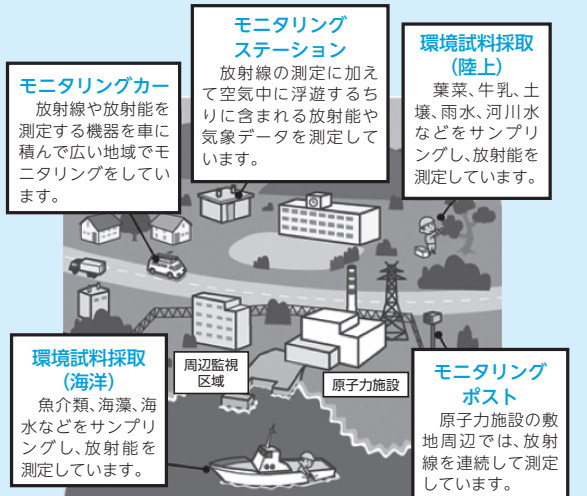 モニタリングカー
放射線や放射能を
測定する機器を車に
積んで広い地域でモ
ニタリングをしてい
ます。
モニタリング
ステーション
放射線の測定に加え
て空気中に浮遊するち
りに含まれる放射能や
気象データを測定して
います。
環境試料採取
(陸上)
葉菜、牛乳、土
壌、雨水、河川水
などをサンプリ
ングし、放射能を
測定しています。
環境試料採取
(海洋)
魚介類、海藻、海
水などをサンプリ
ングし、放射能を
測定しています。
周辺監視
区域
原子力施設
モニタリング
ポスト
原子力施設の敷
地周辺では、放射
線を連続して測定
しています。